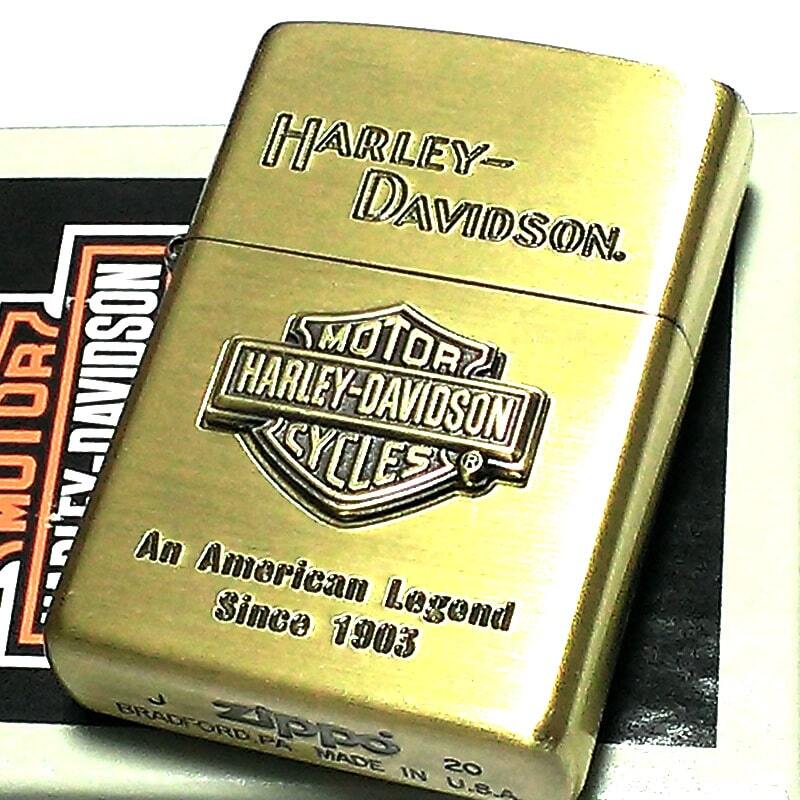 HARLEY-
DAVIDSON.
MOTOR
HARLEY-DAVIDSON
CYCLES
®
An American Legend
Since 1903
J zippo 20
BRADFORD, PA MADE IN U.S.A.
MOTOR
HARLEY-DAVIDSON